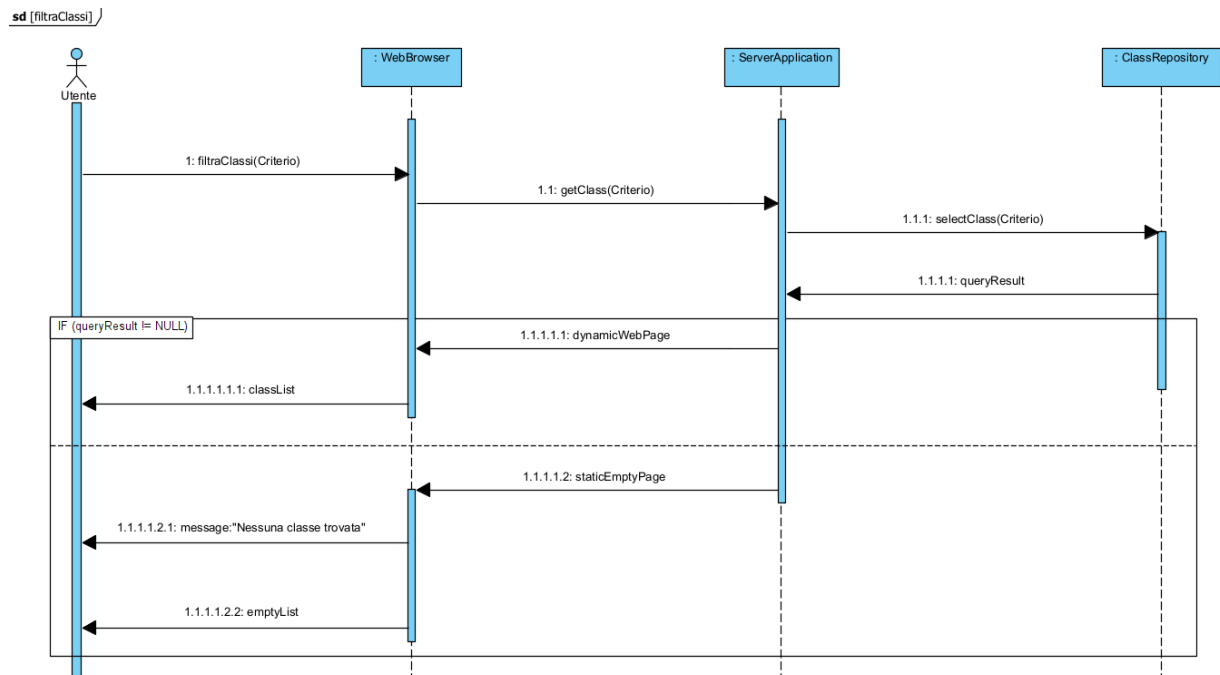 sd [filtraClassi]
Utente
: WebBrowser
: ServerApplication
: ClassRepository
1: filtraClassi(Criterio)
1.1: getClass(Criterio)
1.1.1: selectClass(Criterio)
1.1.1.1: queryResult
IF (queryResult != NULL)
1.1.1.1.1: dynamicWebPage
1.1.1.1.1.1: classList
1.1.1.1.2: staticEmptyPage
1.1.1.1.2.1: message:"Nessuna classe trovata"
1.1.1.1.2.2: emptyList